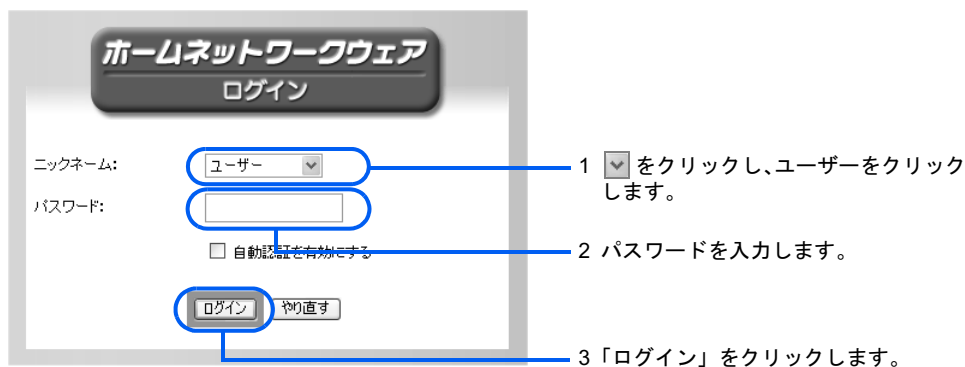 ホームネットワークウェア
ログイン
ニックネーム:
ユーザー
パスワード:
自動認証を有効にする
ログイン
やり直す
1 をクリックし、ユーザーをクリック
します。
2 パスワードを入力します。
3「ログイン」をクリックします。